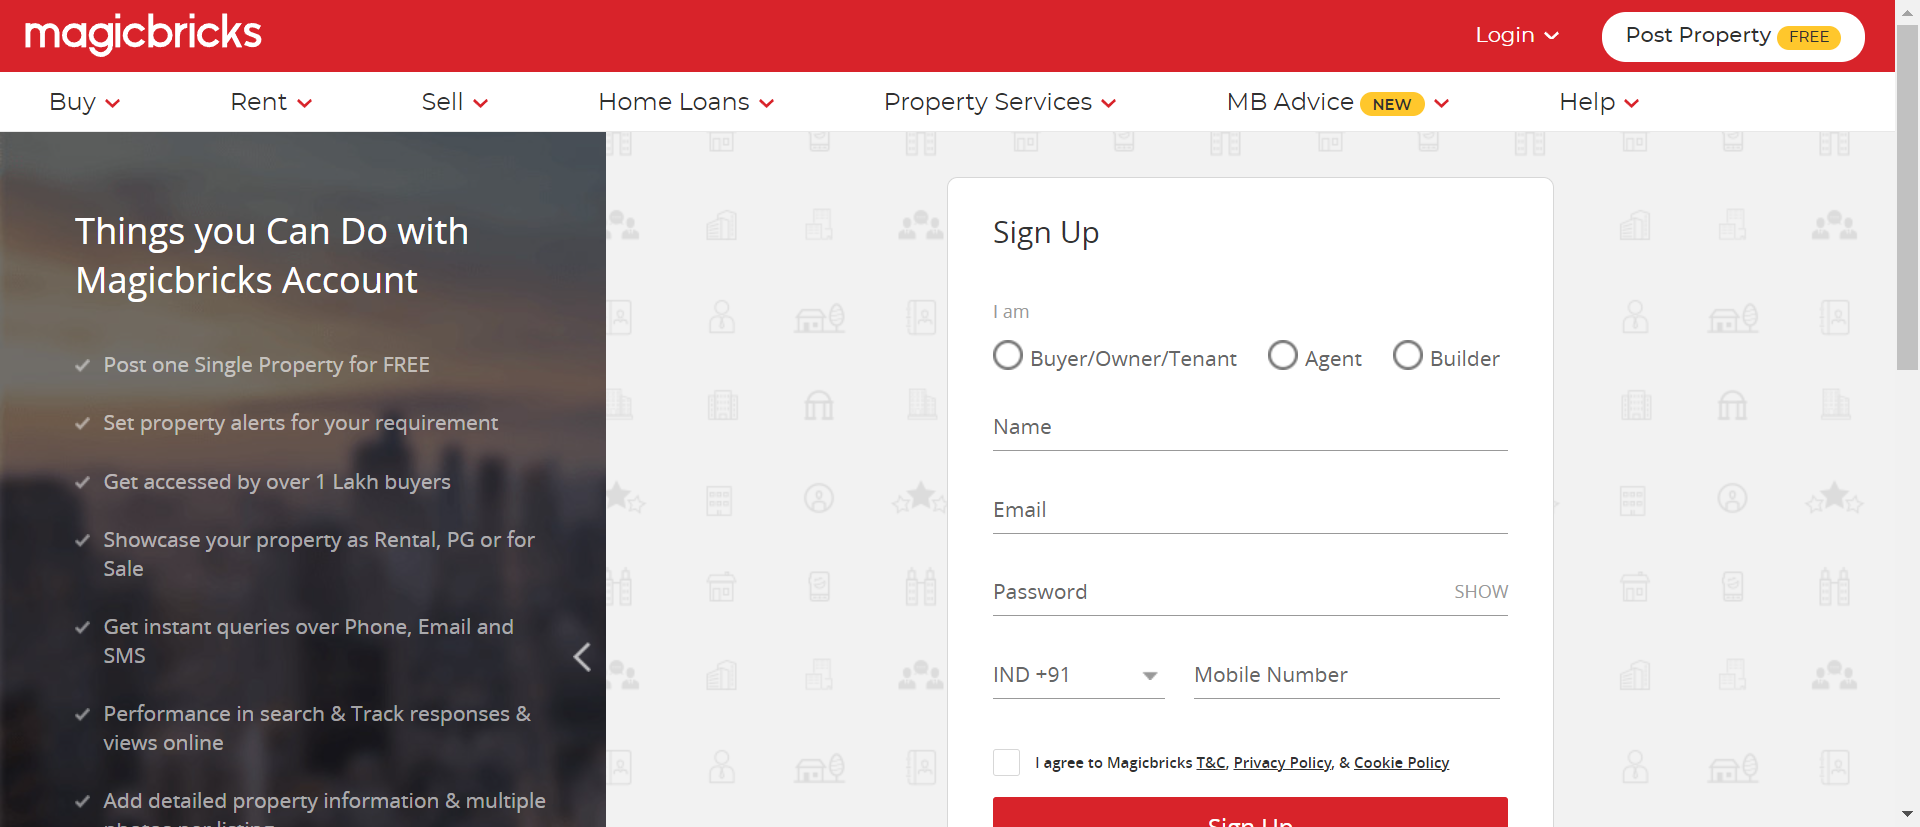 magicbricks
Login
Post Property FREE
Buy
Rent
Sell
Home Loans
Property Services
MB Advice NEW
Help
Things you Can Do with
Magicbricks Account
Post one Single Property for FREE
Set property alerts for your requirement
Get accessed by over 1 Lakh buyers
Showcase your property as Rental, PG or for
Sale
Get instant queries over Phone, Email and
SMS
Performance in search & Track responses &
views online
Add detailed property information & multiple
Sign Up
I am
Buyer/Owner/Tenant
Agent
Builder
Name
Email
Password
SHOW
IND +91
Mobile Number
I agree to Magicbricks T&C, Privacy Policy, & Cookie Policy
Sign Up